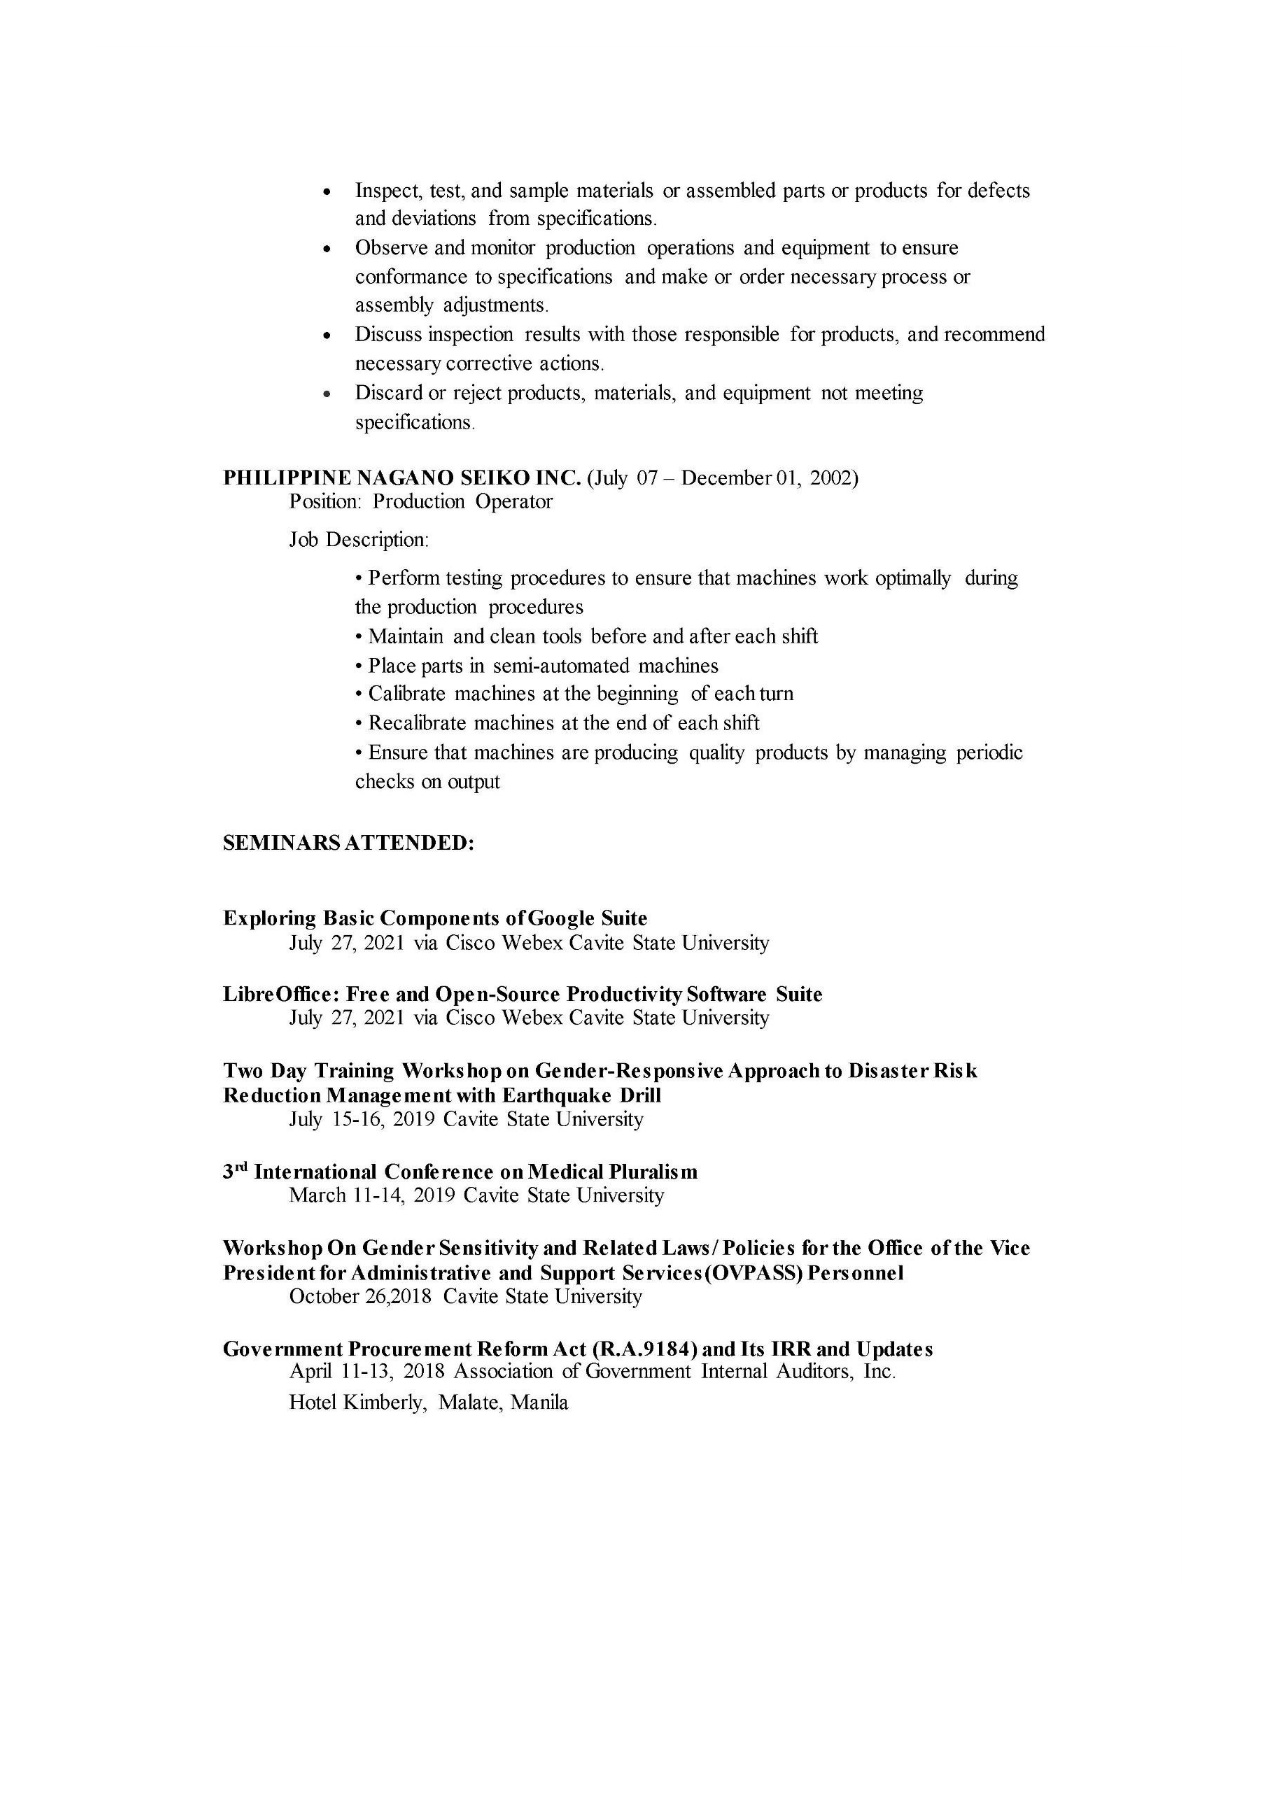 • Inspect, test, and sample materials or assembled parts or products for defects
and deviations from specifications.
• Observe and monitor production operations and equipment to ensure
conformance to specifications and make or order necessary process or
assembly adjustments.
• Discuss inspection results with those responsible for products, and recommend
necessary corrective actions.
• Discard or reject products, materials, and equipment not meeting
specifications.
PHILIPPINE NAGANO SEIKO INC. (July 07 – December 01, 2002)
Position: Production Operator
Job Description:
• Perform testing procedures to ensure that machines work optimally during
the production procedures
• Maintain and clean tools before and after each shift
• Place parts in semi-automated machines
• Calibrate machines at the beginning of each turn
• Recalibrate machines at the end of each shift
• Ensure that machines are producing quality products by managing periodic
checks on output
SEMINARS ATTENDED:
Exploring Basic Components of Google Suite
July 27, 2021 via Cisco Webex Cavite State University
LibreOffice: Free and Open-Source Productivity Software Suite
July 27, 2021 via Cisco Webex Cavite State University
Two Day Training Workshop on Gender-Responsive Approach to Disaster Risk
Reduction Management with Earthquake Drill
July 15-16, 2019 Cavite State University
3rd International Conference on Medical Pluralism
March 11-14, 2019 Cavite State University
Workshop On Gender Sensitivity and Related Laws/ Policies for the Office of the Vice
President for Administrative and Support Services(OVPASS) Personnel
October 26,2018 Cavite State University
Government Procurement Reform Act (R.A.9184) and Its IRR and Updates
April 11-13, 2018 Association of Government Internal Auditors, Inc.
Hotel Kimberly, Malate, Manila